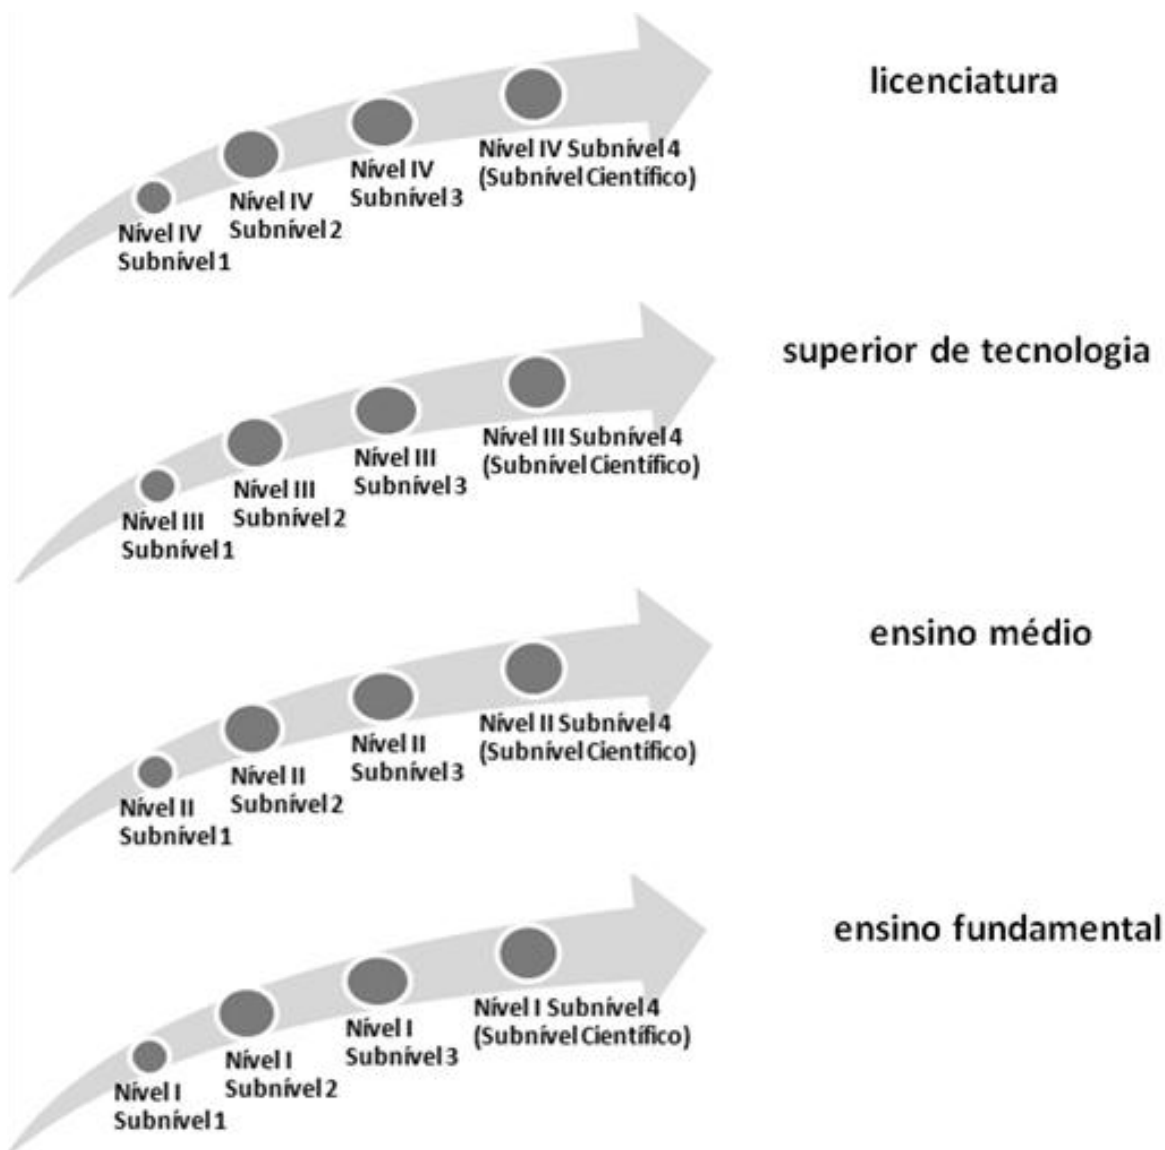 licenciatura
Nível IV
Subnível 1
Nível IV
Subnível 2
Nível IV
Subnível 3
Nível IV Subnível 4
(Subnível Científico)
superior de tecnologia
Nível III
Subnível 1
Nível III
Subnível 2
Nível III
Subnível 3
Nível III Subnível 4
(Subnível Científico)
ensino médio
Nível II
Subnível 1
Nível II
Subnível 2
Nível II
Subnível 3
Nível II Subnível 4
(Subnível Científico)
ensino fundamental
Nível I
Subnível 1
Nível I
Subnível 2
Nível I
Subnível 3
Nível I Subnível 4
(Subnível Científico)